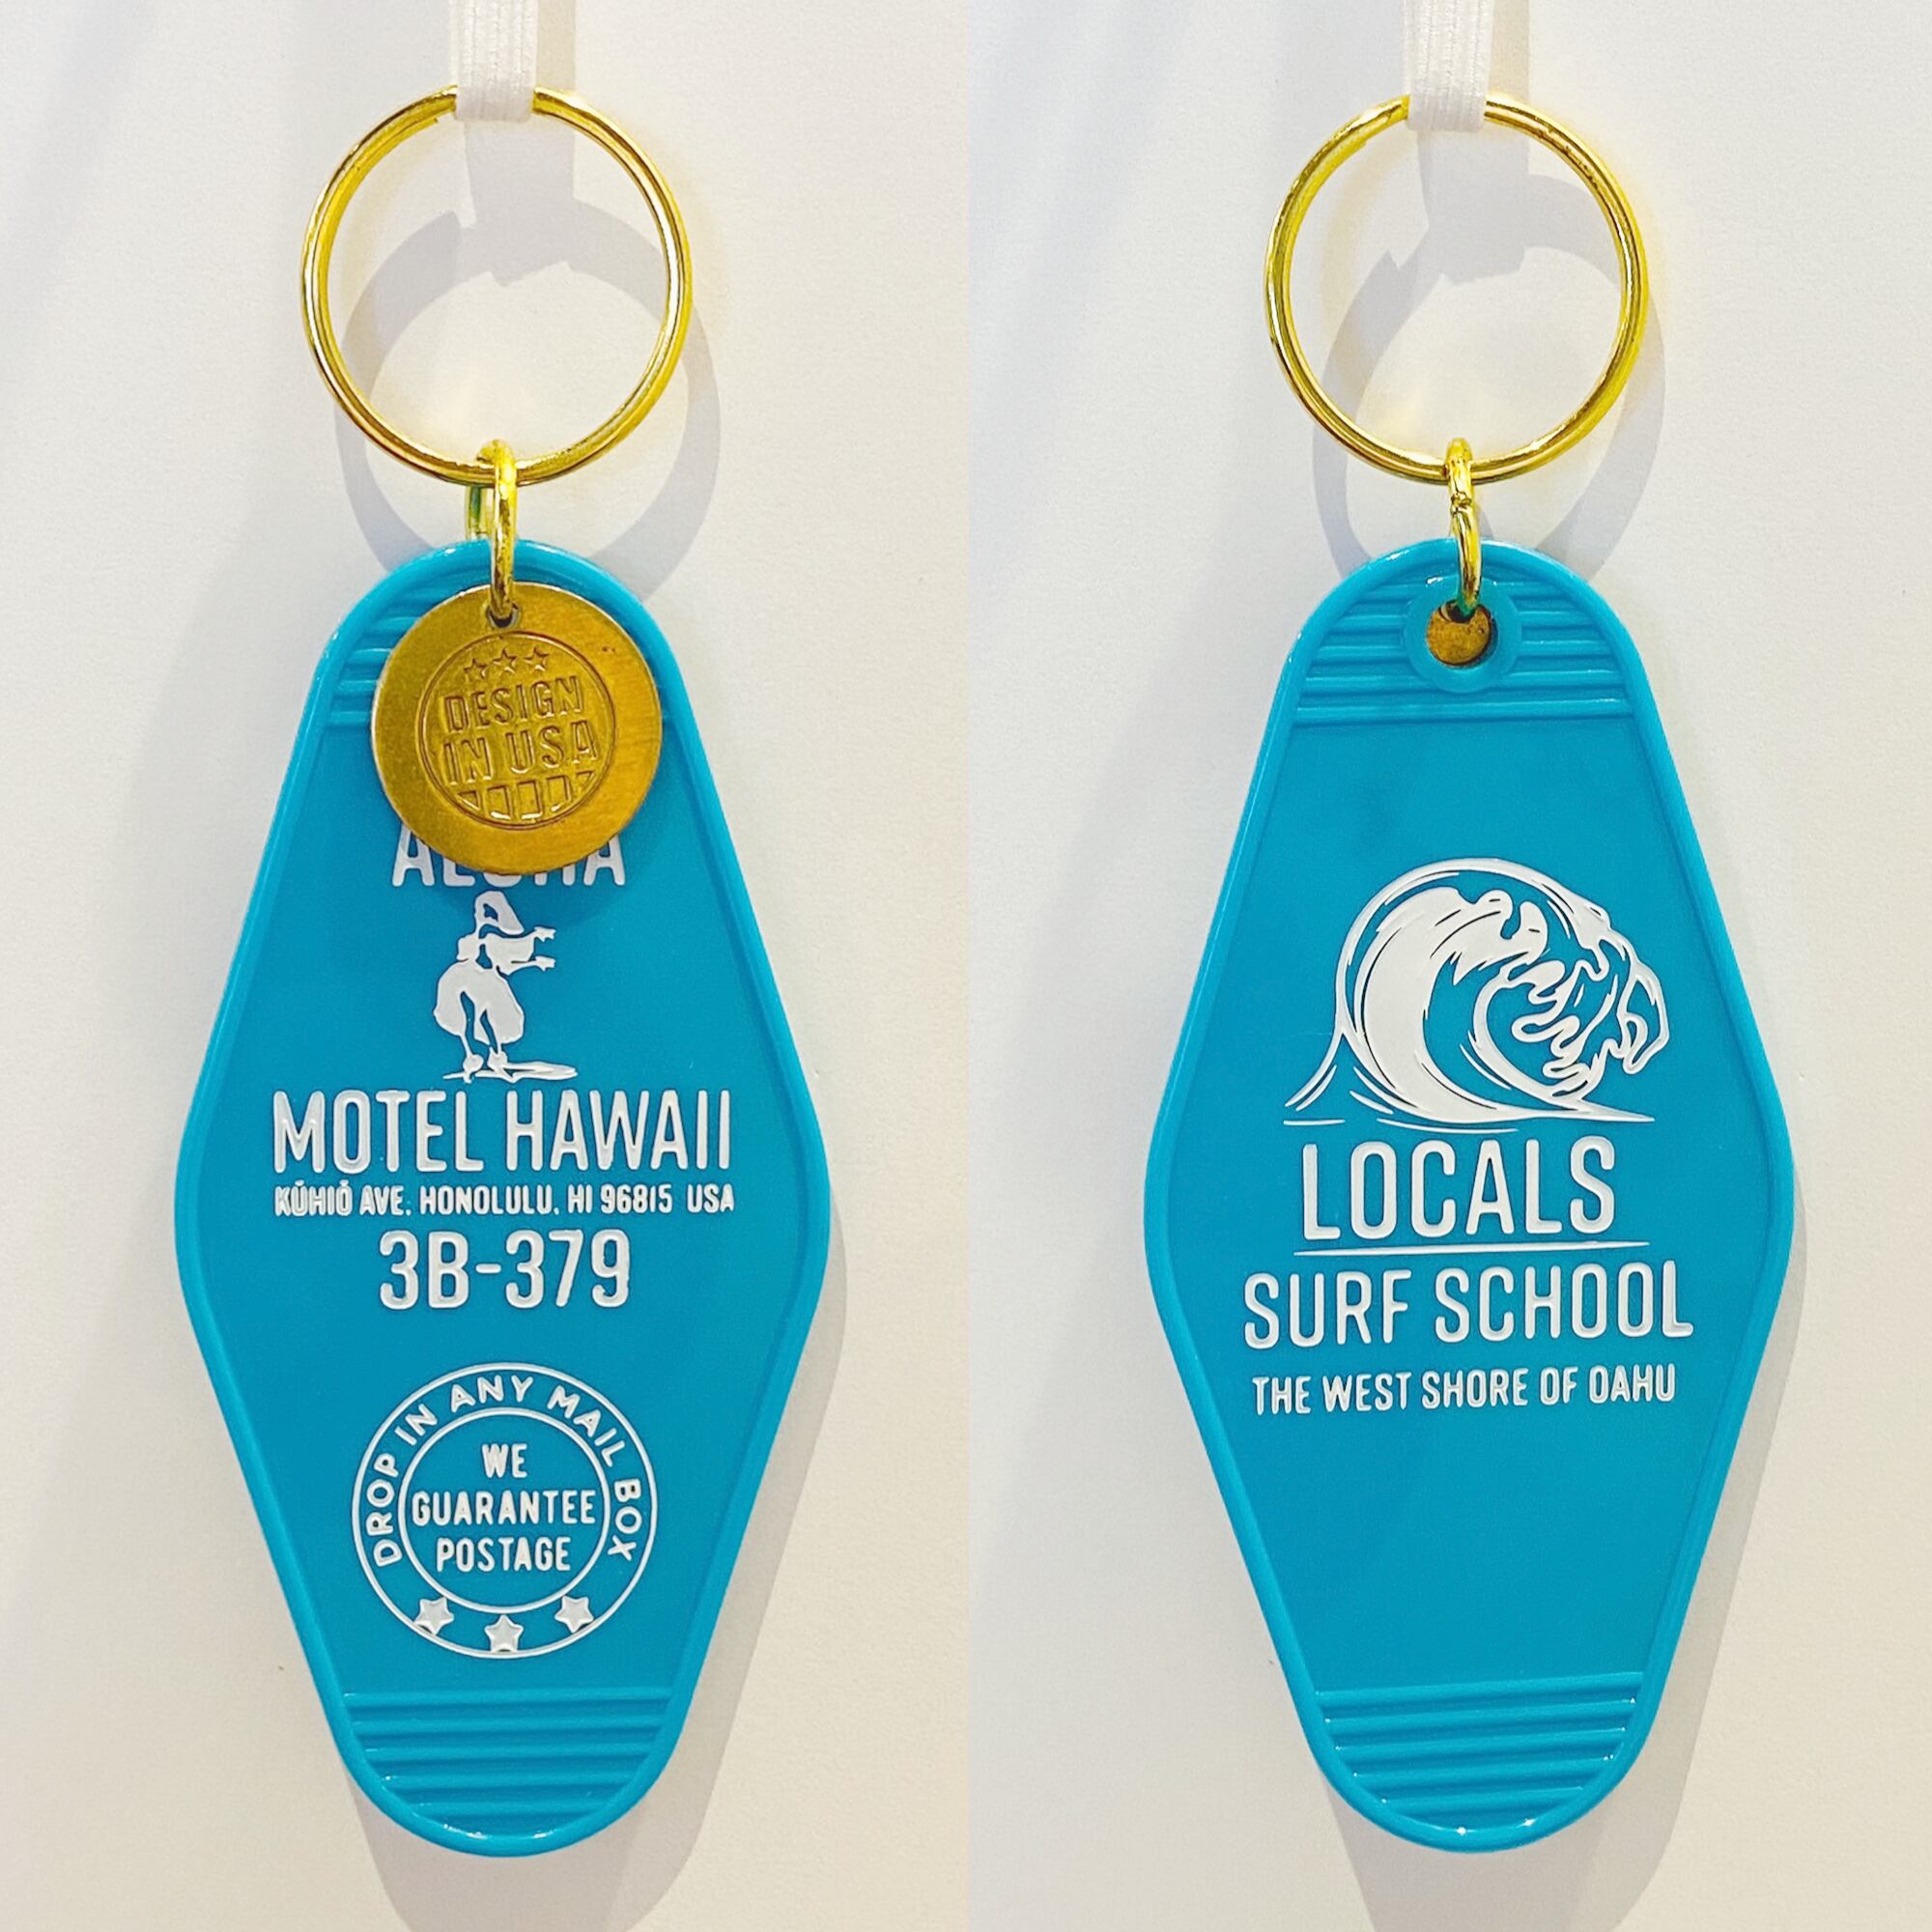 DESIGN
IN USA
ALOHA
MOTEL HAWAII
KŪHIŌ AVE. HONOLULU. HI 96815 USA
3B-379
DROP IN ANY MAIL BOX
WE
GUARANTEE
POSTAGE
LOCALS
SURF SCHOOL
THE WEST SHORE OF OAHU